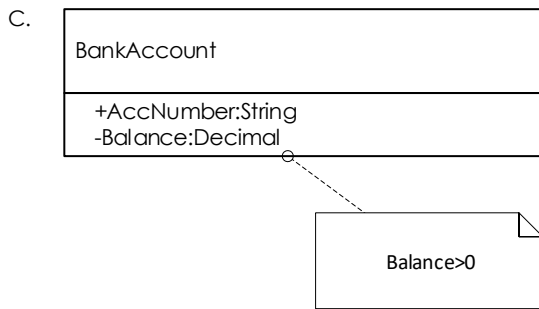 C.
BankAccount
+AccNumber:String
-Balance:Decimal
Balance>0